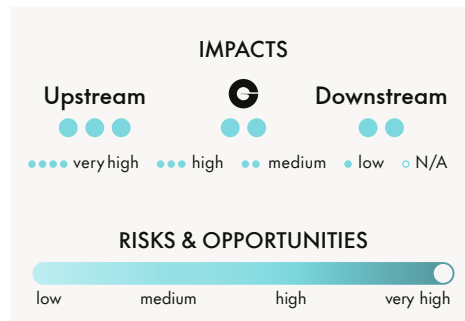 IMPACTS
Upstream Downstream
very high high medium low N/A
RISKS & OPPORTUNITIES
low medium high very high